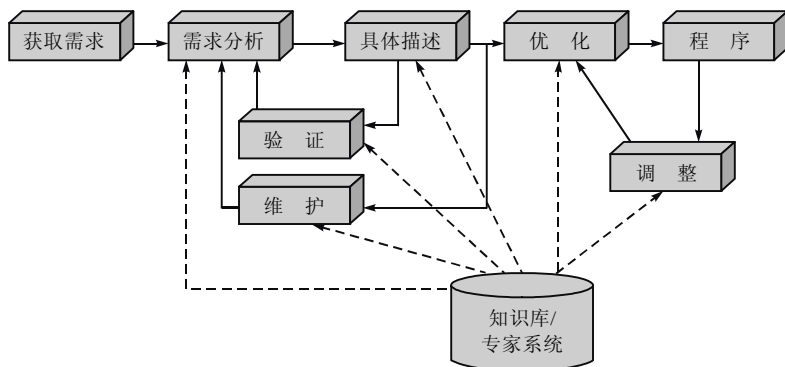 获取需求
需求分析
具体描述
优 化
程 序
验 证
调 整
维 护
知识库/
专家系统